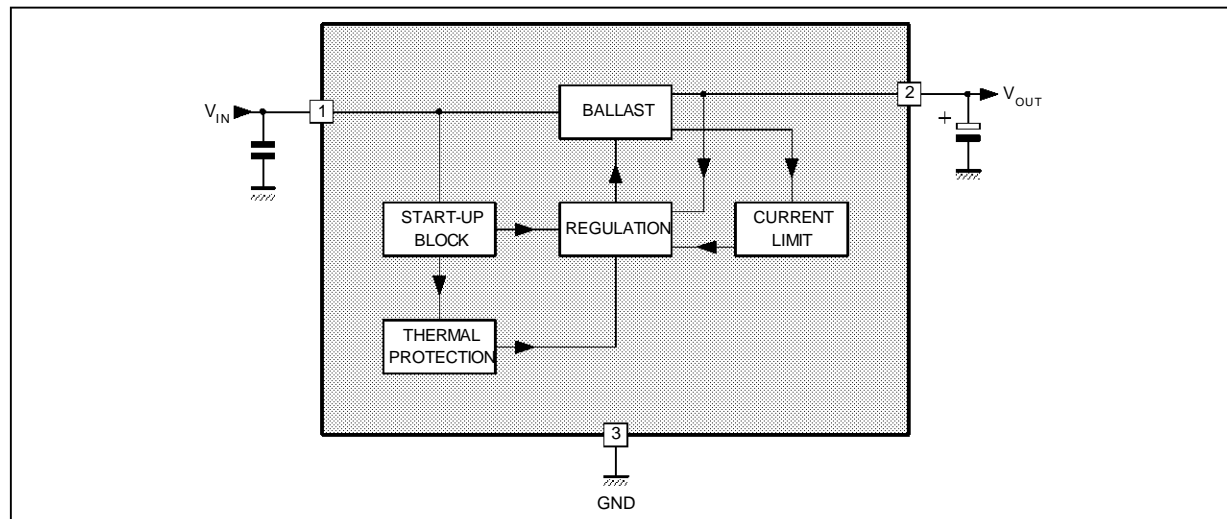 V_IN
1
BALLAST
2
V_OUT
+
START-UP
BLOCK
REGULATION
CURRENT
LIMIT
THERMAL
PROTECTION
3
GND